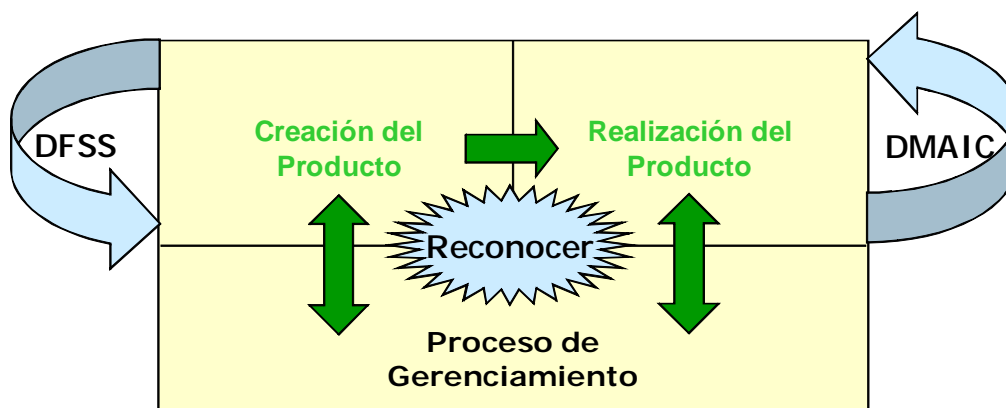 DFSS
Creación del
Producto
Realización del
Producto
DMAIC
Reconocer
Proceso de
Gerenciamiento